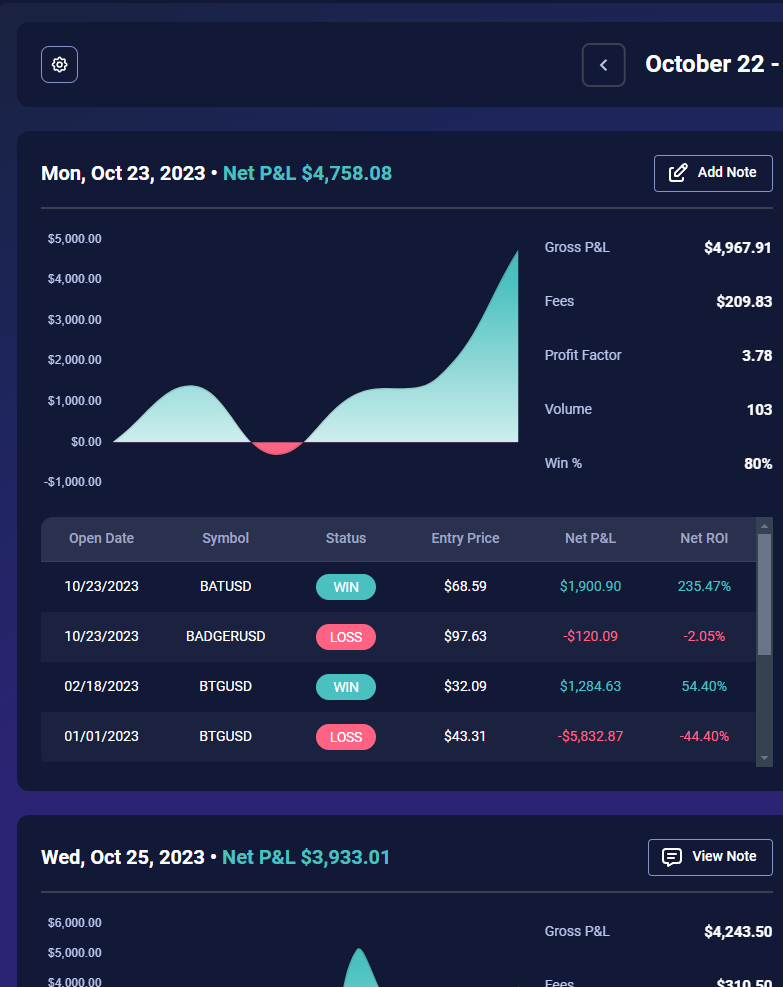 October 22 -
Mon, Oct 23, 2023 • Net P&L $4,758.08
Add Note
$5,000.00
$4,000.00
$3,000.00
$2,000.00
$1,000.00
$0.00
-$1,000.00
Gross P&L $4,967.91
Fees $209.83
Profit Factor 3.78
Volume 103
Win % 80%
Open Date Symbol Status Entry Price Net P&L Net ROI
10/23/2023 BATUSD WIN $68.59 $1,900.90 235.47%
10/23/2023 BADGERUSD LOSS $97.63 -$120.09 -2.05%
02/18/2023 BTGUSD WIN $32.09 $1,284.63 54.40%
01/01/2023 BTGUSD LOSS $43.31 -$5,832.87 -44.40%
Wed, Oct 25, 2023 • Net P&L $3,933.01
View Note
$6,000.00
$5,000.00
$4,000.00
Gross P&L $4,243.50
Fees $310.50